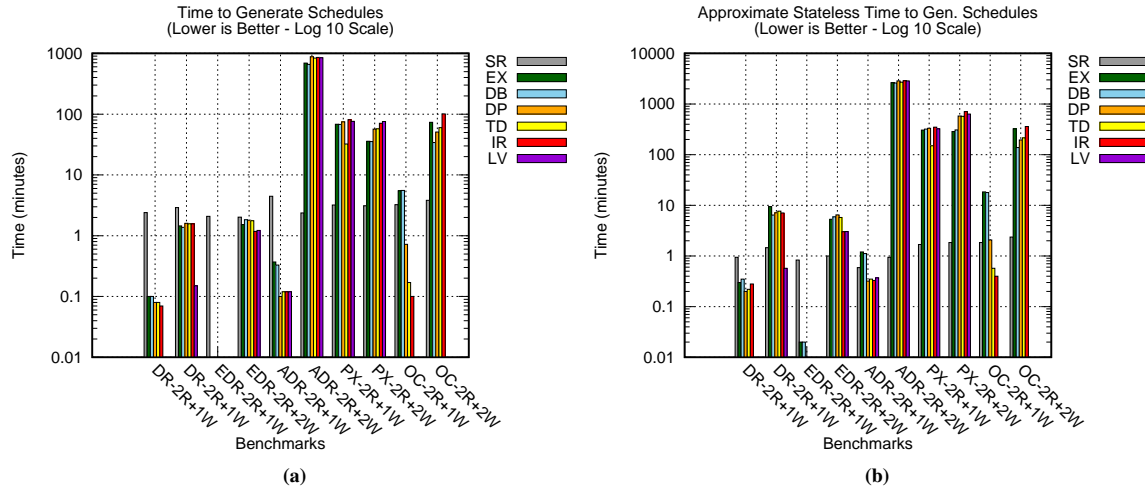 Time to Generate Schedules
(Lower is Better - Log 10 Scale)
1000
100
10
1
0.1
0.01
Time (minutes)
SR
EX
DB
DP
TD
IR
LV
DR-2R+1W
DR-2R+1W
EDR-2R+1W
EDR-2R+2W
ADR-2R+1W
ADR-2R+2W
PX-2R+1W
PX-2R+2W
OC-2R+1W
OC-2R+2W
Benchmarks
(a)
Approximate Stateless Time to Gen. Schedules
(Lower is Better - Log 10 Scale)
10000
1000
100
10
1
0.1
0.01
Time (minutes)
SR
EX
DB
DP
TD
IR
LV
DR-2R+1W
DR-2R+1W
EDR-2R+1W
EDR-2R+2W
ADR-2R+1W
ADR-2R+2W
PX-2R+1W
PX-2R+2W
OC-2R+1W
OC-2R+2W
Benchmarks
(b)